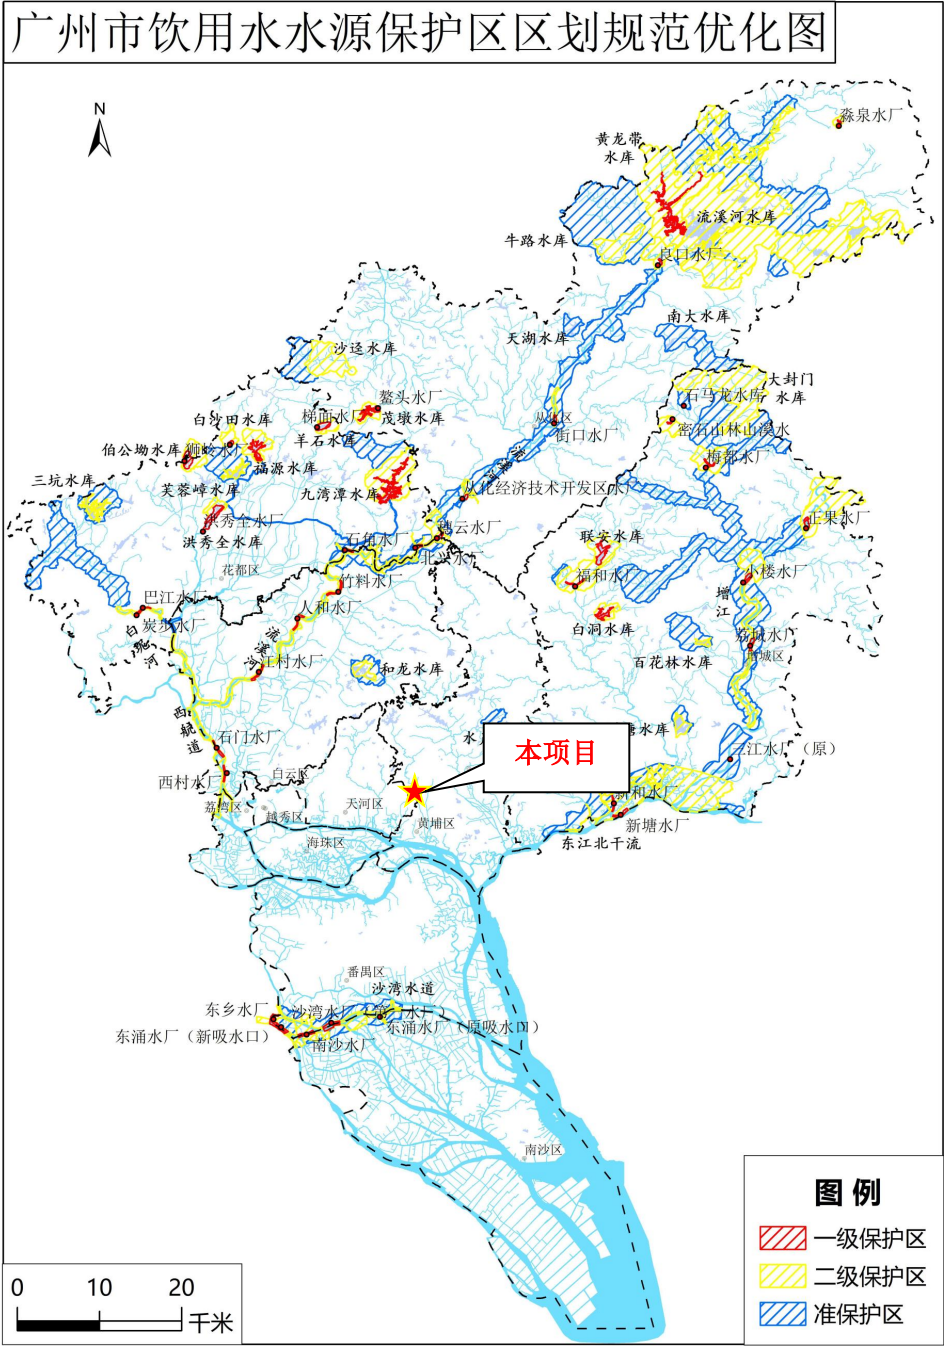 广州市饮用水水源保护区区划规范优化图
N
淼泉水厂
黄龙带
水库
流溪河水库
牛路水库
良口水厂
南大水库
天湖水库
沙迳水库
大封门
水库
石马龙水库
鳌头水厂
白沙田水库
梯面水厂
茂墩水库
羊石水库
街口水厂
密石山林山溪水
伯公坳水库
狮岭水厂
福源水库
梅都水厂
三坑水库
芙蓉嶂水库
九湾潭水库
从化经济技术开发区水厂
洪秀全水厂
洪秀全水库
穗云水厂
正果水厂
石角水厂
北兴水厂
联安水库
花都区
竹料水厂
福和水厂
小楼水厂
巴江水厂
炭步水厂
人和水厂
增江
白坭河
流溪河
白洞水库
荔城水厂
江村水厂
和龙水库
百花林水库
增城区
西航道
石门水厂
三江水厂（原）
本项目
西村水厂
白云区
荔湾区
越秀区
天河区
黄埔区
新和水厂
新塘水厂
海珠区
东江北干流
番禺区
沙湾水道
东乡水厂
沙湾水厂
东涌水厂（原吸水口）
东涌水厂（新吸水口）
南沙水厂
南沙区
图例
一级保护区
二级保护区
准保护区
0 10 20
千米